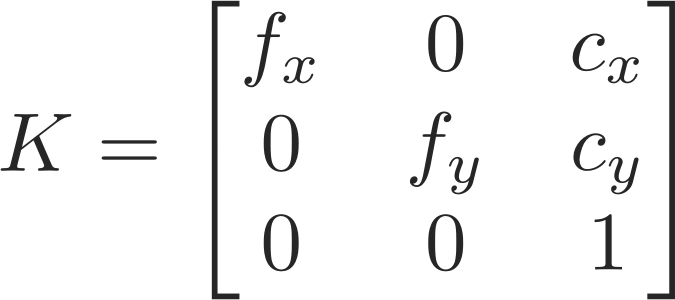 K = [ f_x 0 c_x
0 f_y c_y
0 0 1 ]